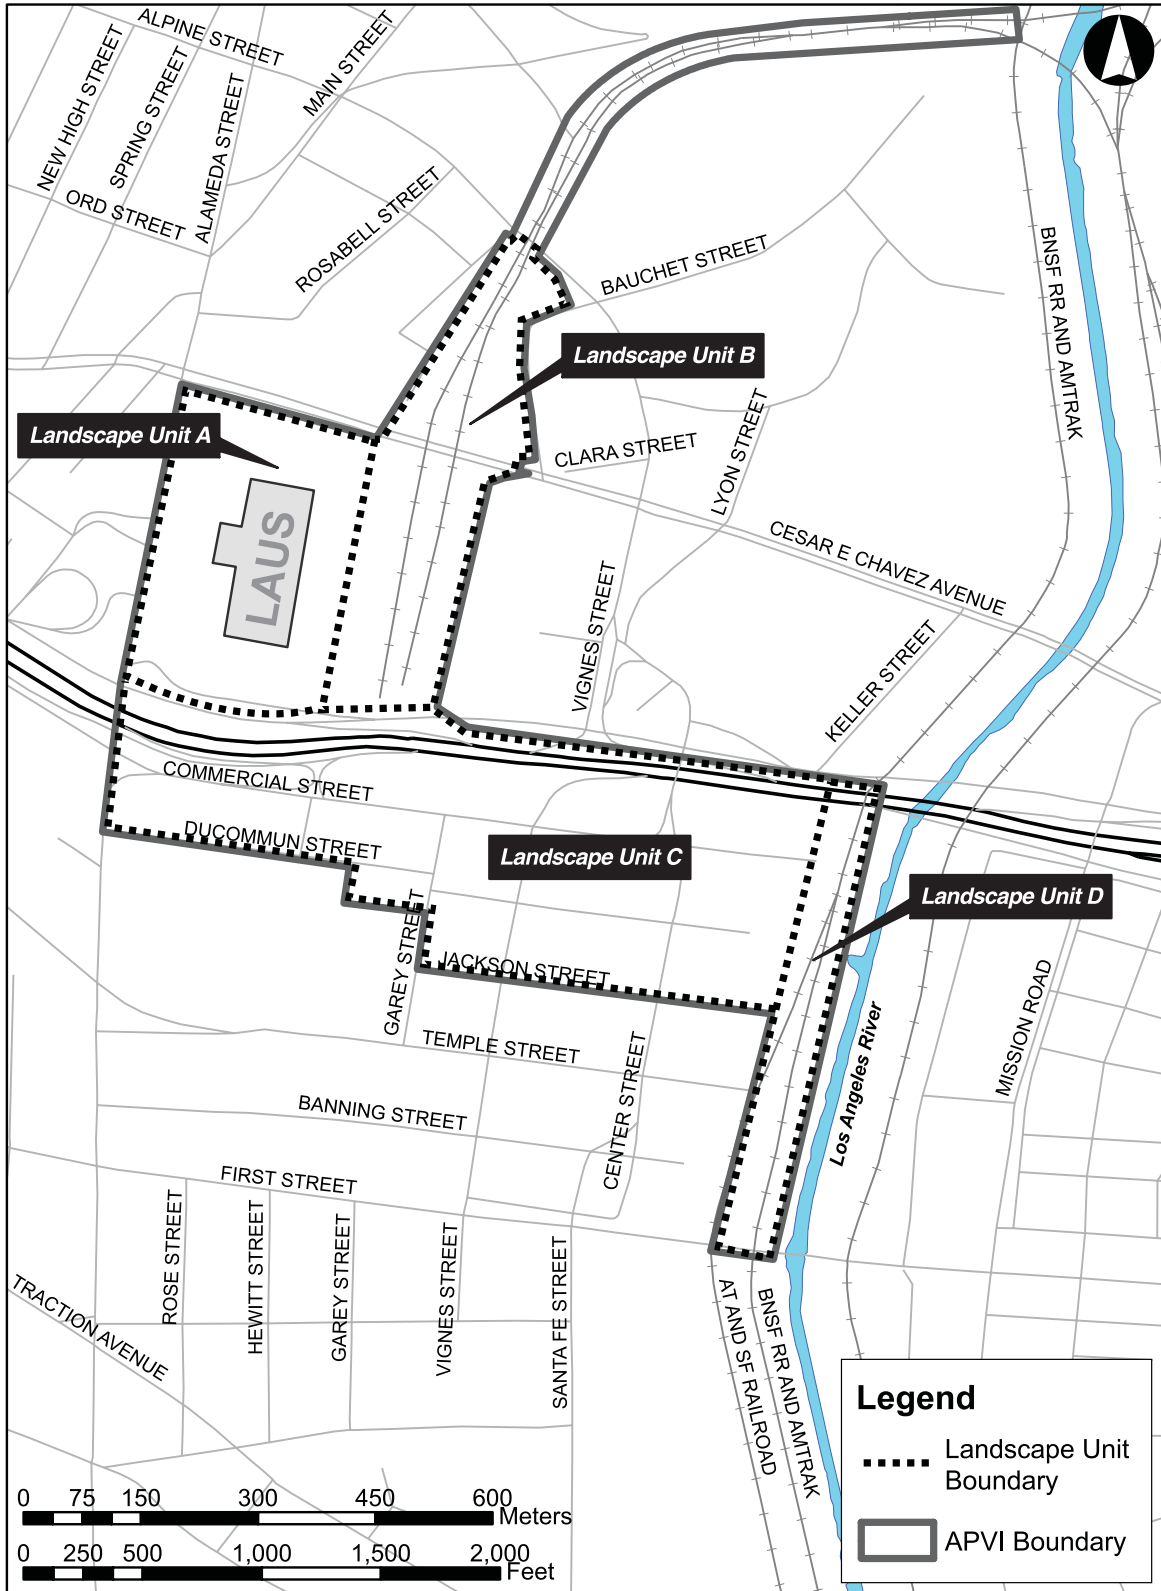 ALPINE STREET
MAIN STREET
NEW HIGH STREET
SPRING STREET
ALAMEDA STREET
ORD STREET
ROSABELL STREET
BAUCHET STREET
BNSF RR AND AMTRAK
Landscape Unit B
Landscape Unit A
CLARA STREET
LYON STREET
LAUS
CESAR E CHAVEZ AVENUE
VIGNES STREET
KELLER STREET
COMMERCIAL STREET
DUCOMMUN STREET
Landscape Unit C
Landscape Unit D
GAREY STREET
JACKSON STREET
TEMPLE STREET
MISSION ROAD
Los Angeles River
BANNING STREET
CENTER STREET
FIRST STREET
ROSE STREET
HEWITT STREET
GAREY STREET
VIGNES STREET
SANTA FE STREET
TRACTION AVENUE
AT AND SF RAILROAD
BNSF RR AND AMTRAK
Legend
Landscape Unit
Boundary
APVI Boundary
0 75 150 300 450 600
Meters
0 250 500 1,000 1,500 2,000
Feet